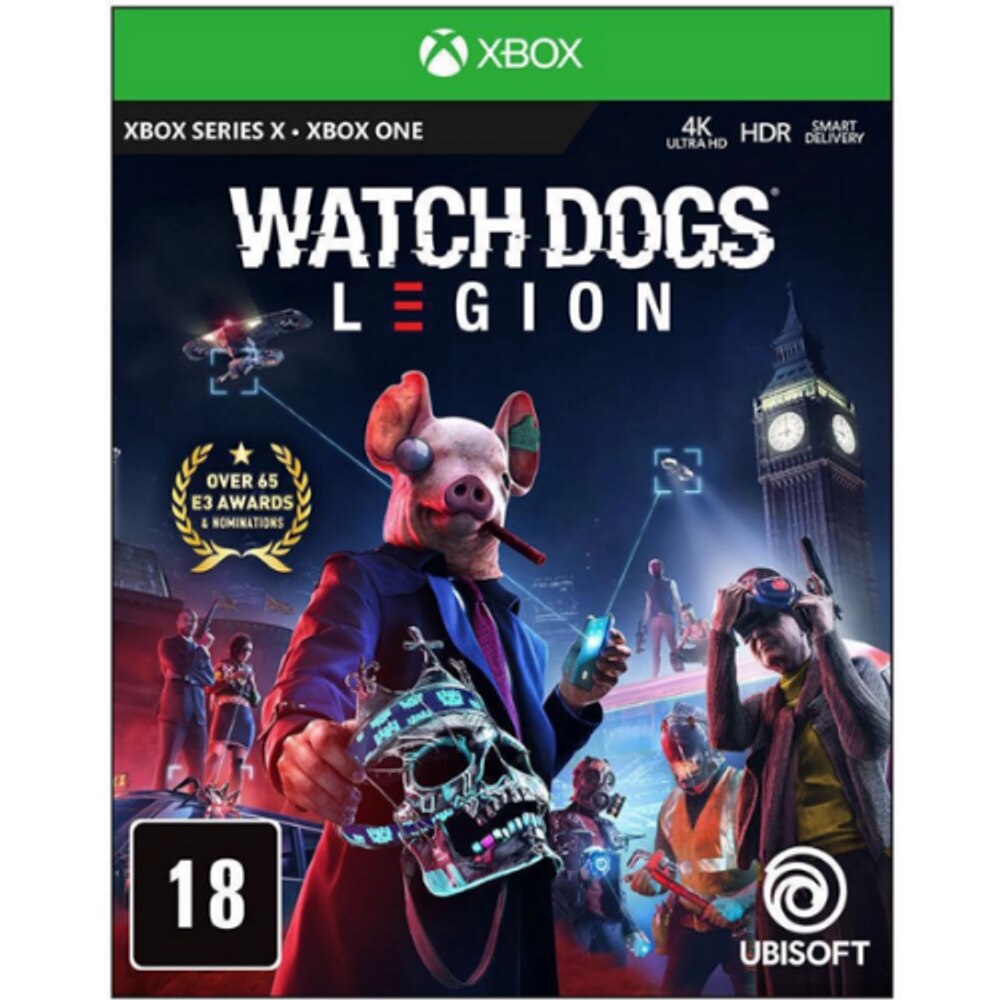 XBOX
XBOX SERIES X • XBOX ONE
4K
ULTRA HD
HDR
SMART
DELIVERY
WATCH DOGS®
LEGION
OVER 65
E3 AWARDS
& NOMINATIONS
18
UBISOFT